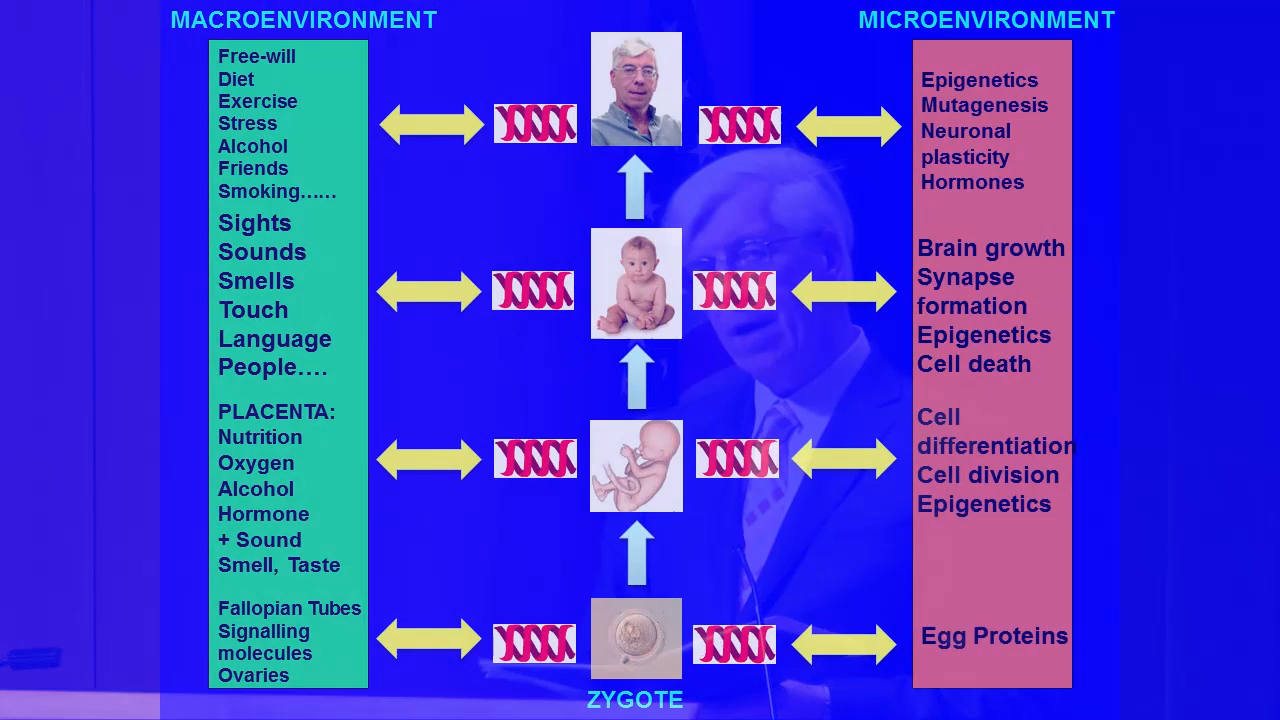 MACROENVIRONMENT
MICROENVIRONMENT
Free-will
Diet
Exercise
Stress
Alcohol
Friends
Smoking……
Sights
Sounds
Smells
Touch
Language
People….
PLACENTA:
Nutrition
Oxygen
Alcohol
Hormone
+ Sound
Smell, Taste
Fallopian Tubes
Signalling
molecules
Ovaries
Epigenetics
Mutagenesis
Neuronal
plasticity
Hormones
Brain growth
Synapse
formation
Epigenetics
Cell death
Cell
differentiation
Cell division
Epigenetics
Egg Proteins
ZYGOTE